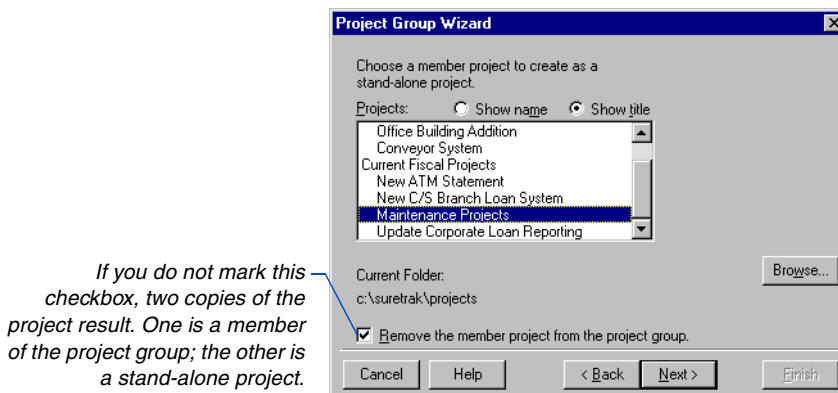 Project Group Wizard
Choose a member project to create as a
stand-alone project.
Projects: Show name Show title
Office Building Addition
Conveyor System
Current Fiscal Projects
New ATM Statement
New C/S Branch Loan System
Maintenance Projects
Update Corporate Loan Reporting
Current Folder:
Browse...
c:\suretrak\projects
Remove the member project from the project group.
Cancel Help < Back Next > Finish
If you do not mark this
checkbox, two copies of the
project result. One is a member
of the project group; the other is
a stand-alone project.